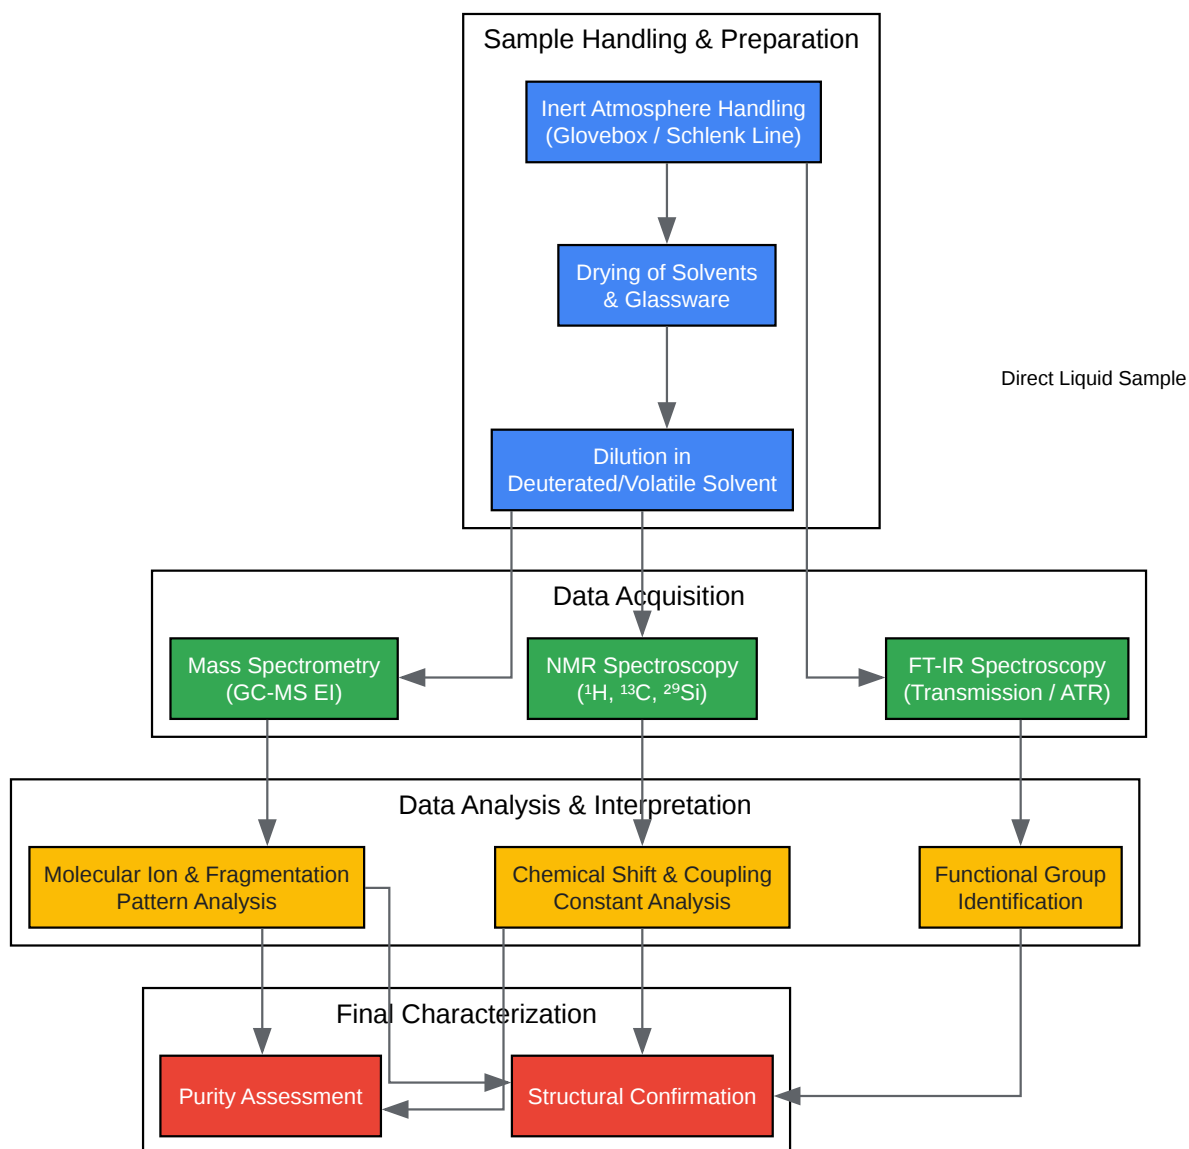 Sample Handling & Preparation
Inert Atmosphere Handling
(Glovebox / Schlenk Line)
Drying of Solvents
& Glassware
Direct Liquid Sample
Dilution in
Deuterated/Volatile Solvent
Data Acquisition
Mass Spectrometry
(GC-MS EI)
NMR Spectroscopy
(¹H, ¹³C, ²⁹Si)
FT-IR Spectroscopy
(Transmission / ATR)
Data Analysis & Interpretation
Molecular Ion & Fragmentation
Pattern Analysis
Chemical Shift & Coupling
Constant Analysis
Functional Group
Identification
Final Characterization
Purity Assessment
Structural Confirmation